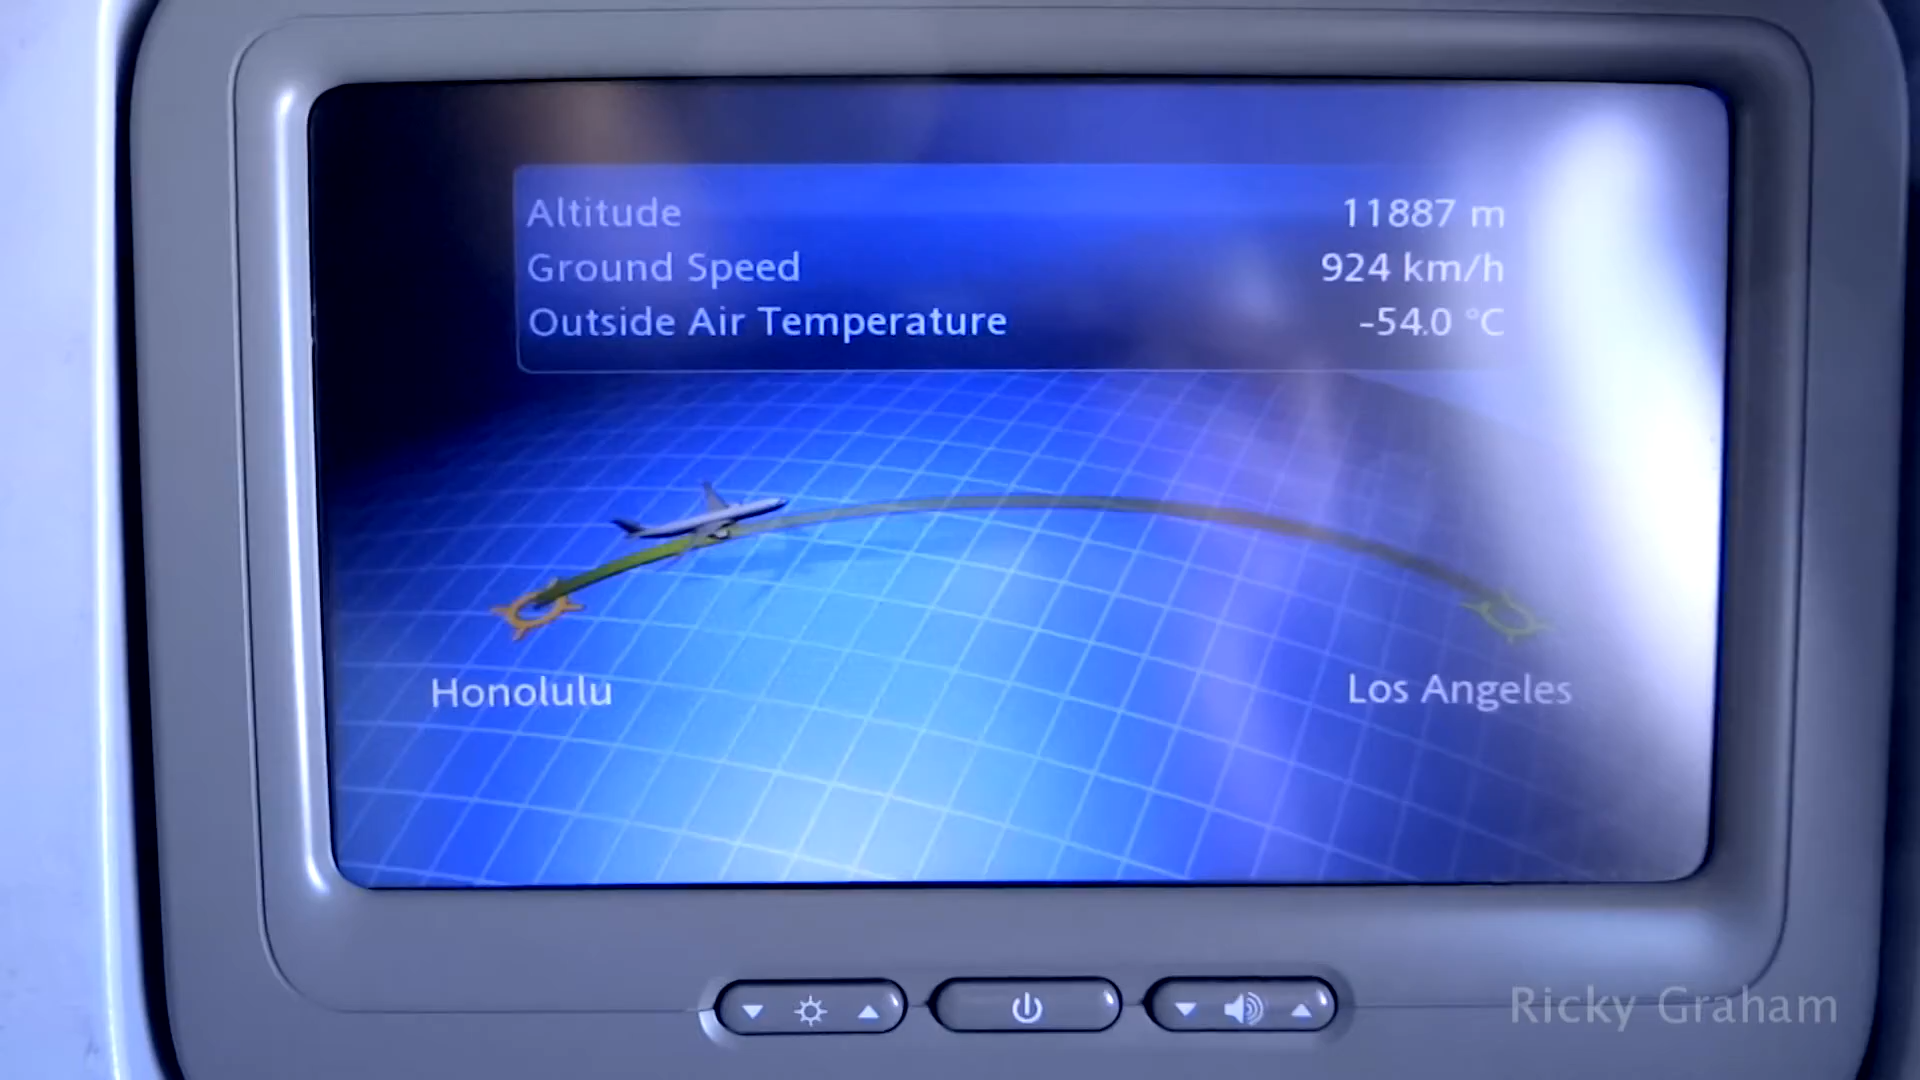 Altitude 11887 m
Ground Speed 924 km/h
Outside Air Temperature -54.0 °C
Honolulu Los Angeles
Ricky Graham